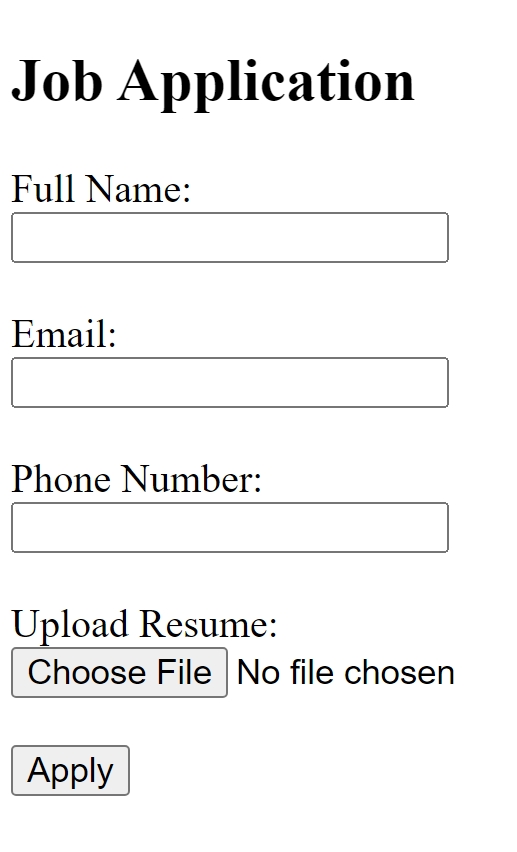 Job Application
Full Name:
Email:
Phone Number:
Upload Resume:
Choose File No file chosen
Apply